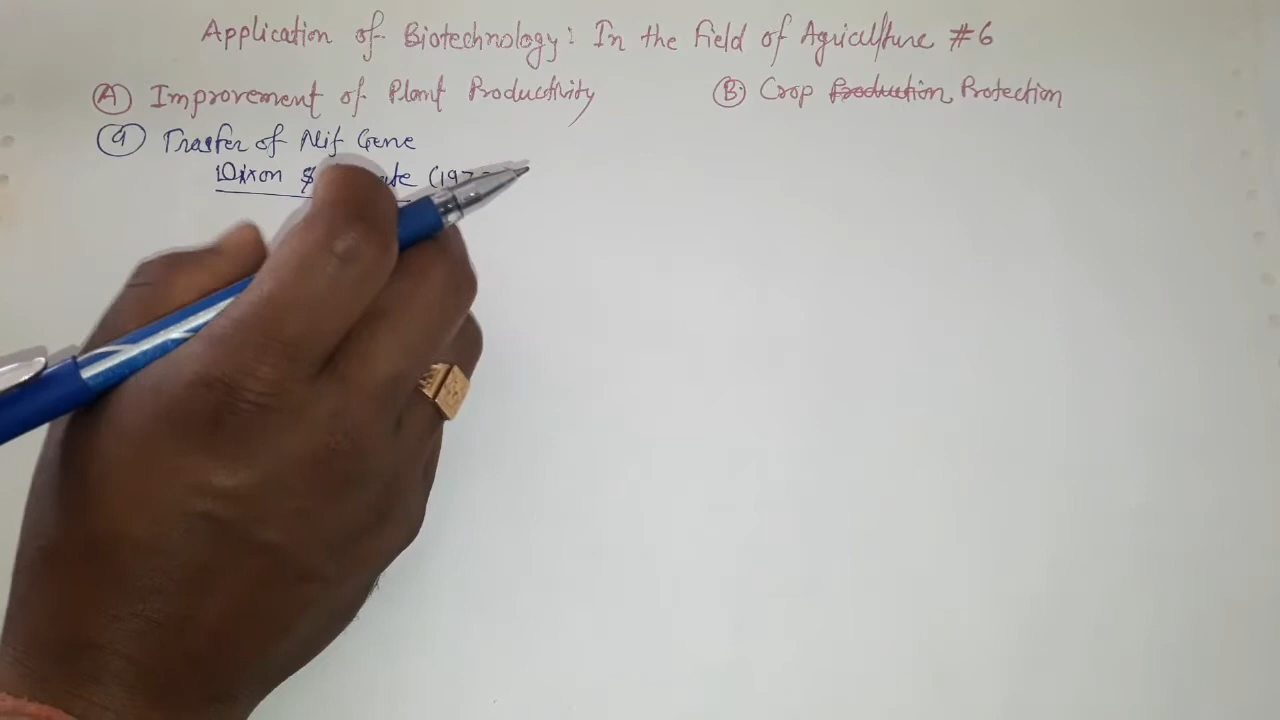 Application of Biotechnology: In the field of Agriculture #6
(A) Improvement of Plant Productivity
(B) Crop Production Protection
(a) Trasfer of Nif Gene
Dixon $